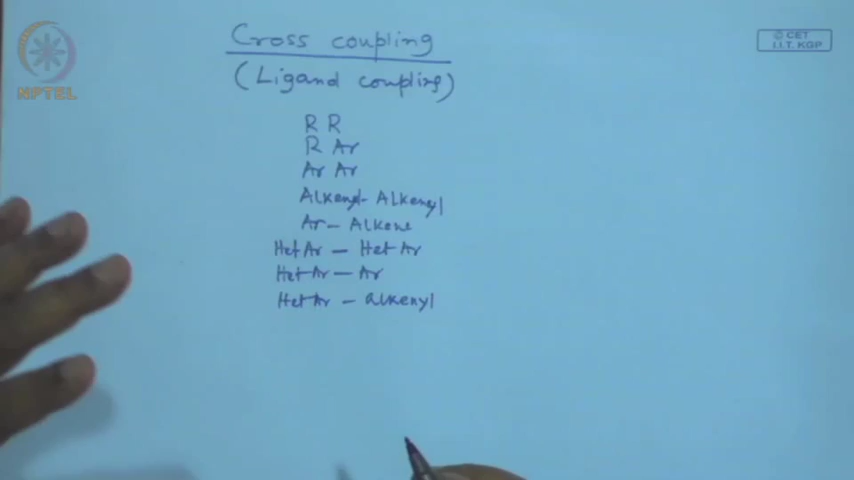 Cross coupling
© CET
I.I.T. KGP
(Ligand coupling)
NPTEL
R R
R Ar
Ar Ar
Alkenyl - Alkenyl
Ar - Alkene
Het Ar - Het Ar
Het Ar - Ar
Het Ar - alkenyl